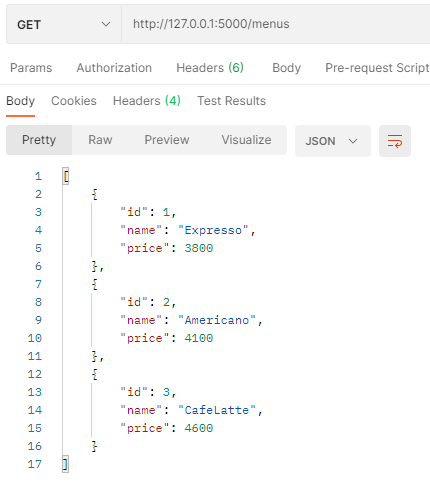 GET http://127.0.0.1:5000/menus
Params Authorization Headers (6) Body Pre-request Script
Body Cookies Headers (4) Test Results
Pretty Raw Preview Visualize JSON
1 [
2 {
3 "id": 1,
4 "name": "Expresso",
5 "price": 3800
6 },
7 {
8 "id": 2,
9 "name": "Americano",
10 "price": 4100
11 },
12 {
13 "id": 3,
14 "name": "CafeLatte",
15 "price": 4600
16 }
17 ]